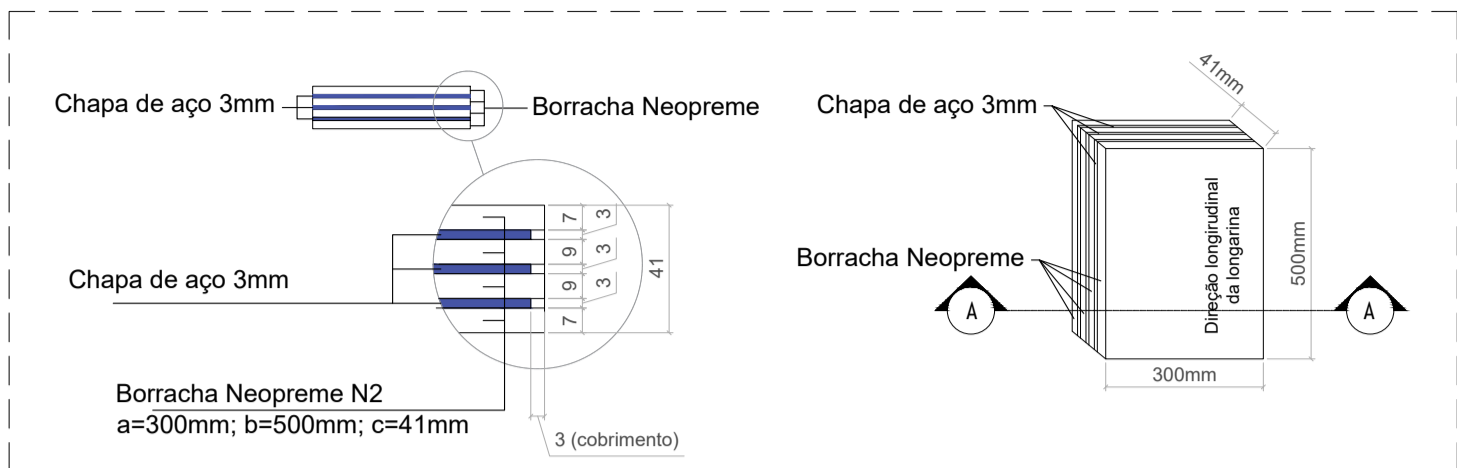 Chapa de aço 3mm
Borracha Neopreme
7
3
9
3
9
3
7
41
Chapa de aço 3mm
Borracha Neopreme N2
a=300mm; b=500mm; c=41mm
3 (cobrimento)
41mm
Chapa de aço 3mm
Borracha Neopreme
Direção longirudinal
da longarina
500mm
A
A
300mm